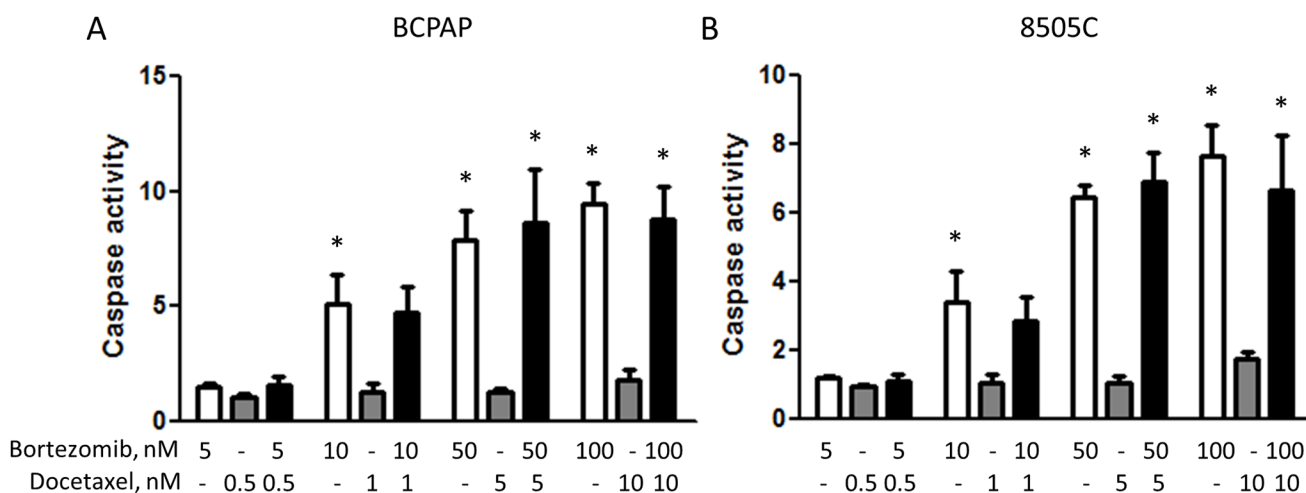 A BCPAP B 8505C
15
10
5
0
Caspase activity
* * * * *
10
8
6
4
2
0
Caspase activity
* * * * *
Bortezomib, nM 5 - 5 10 - 10 50 - 50 100 - 100 5 - 5 10 - 10 50 - 50 100 - 100
Docetaxel, nM - 0.5 0.5 - 1 1 - 5 5 - 10 10 - 0.5 0.5 - 1 1 - 5 5 - 10 10